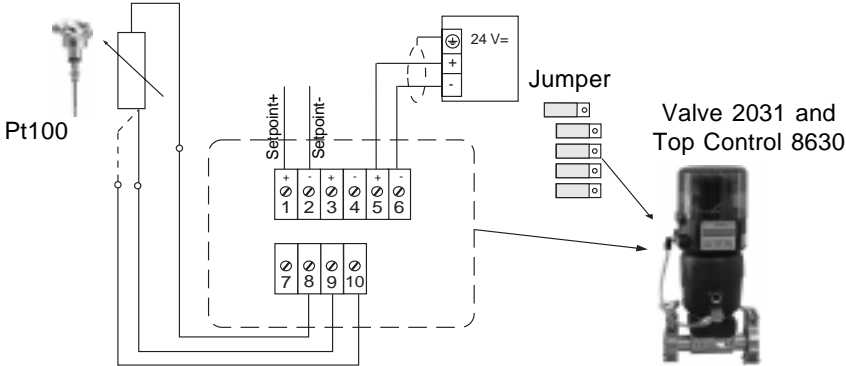 24 V=
+
-
Jumper
Valve 2031 and
Top Control 8630
Pt100
Setpoint+
Setpoint-
+ - + - + -
1 2 3 4 5 6
7 8 9 10